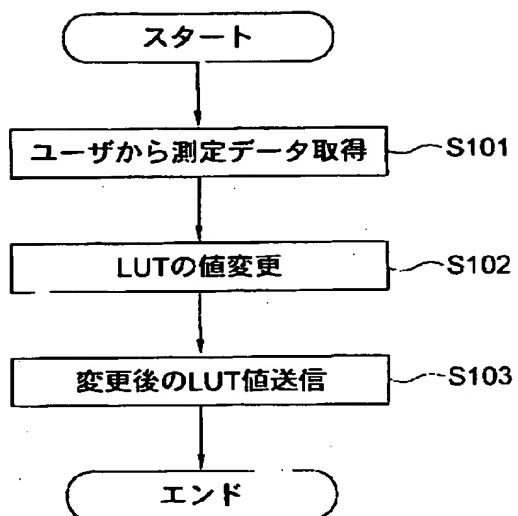 スタート
ユーザから測定データ取得
S101
LUTの値変更
S102
変更後のLUT値送信
S103
エンド